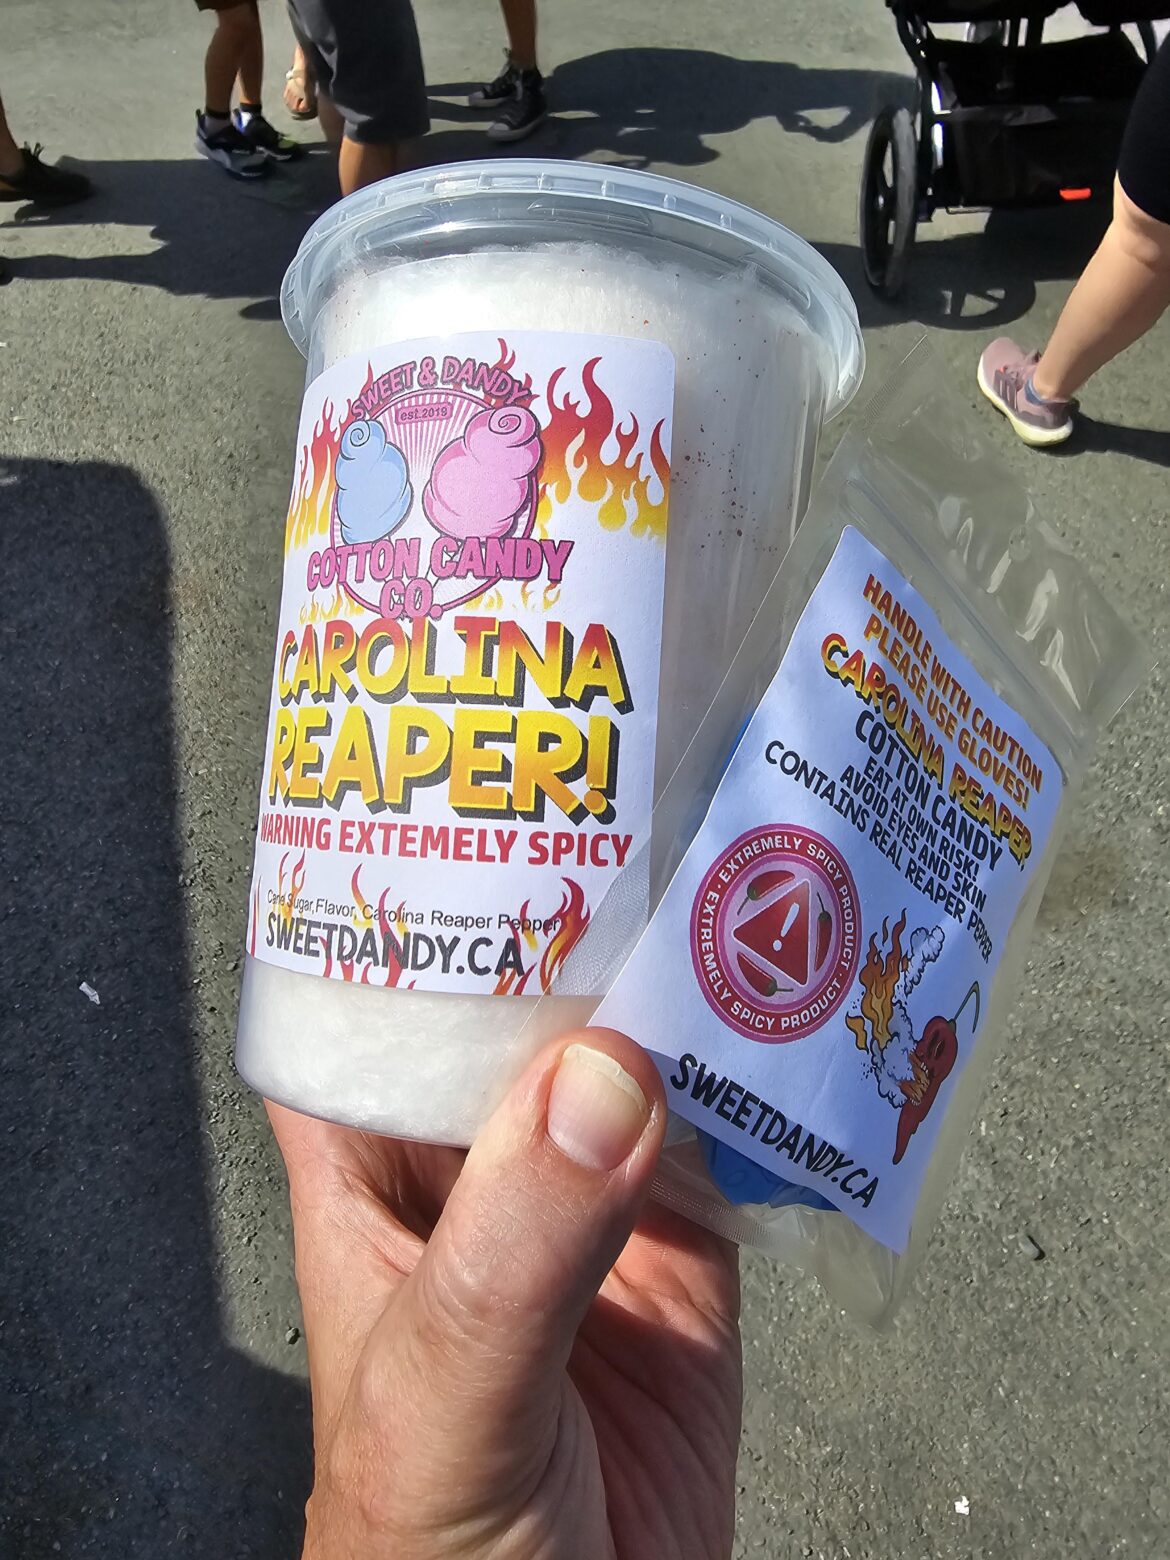 SWEET & DANDY
est.2018
COTTON CANDY
CO.
CAROLINA
REAPER!
WARNING EXTEMELY SPICY
Cane Sugar, Flavor, Carolina Reaper Pepper
SWEETDANDY.CA
HANDLE WITH CAUTION
PLEASE USE GLOVES!
CAROLINA REAPER
COTTON CANDY
EAT AT OWN RISK!
AVOID EYES AND SKIN
CONTAINS REAL REAPER PEPPER
EXTREMELY SPICY PRODUCT · EXTREMELY SPICY PRODUCT ·
!
SWEETDANDY.CA